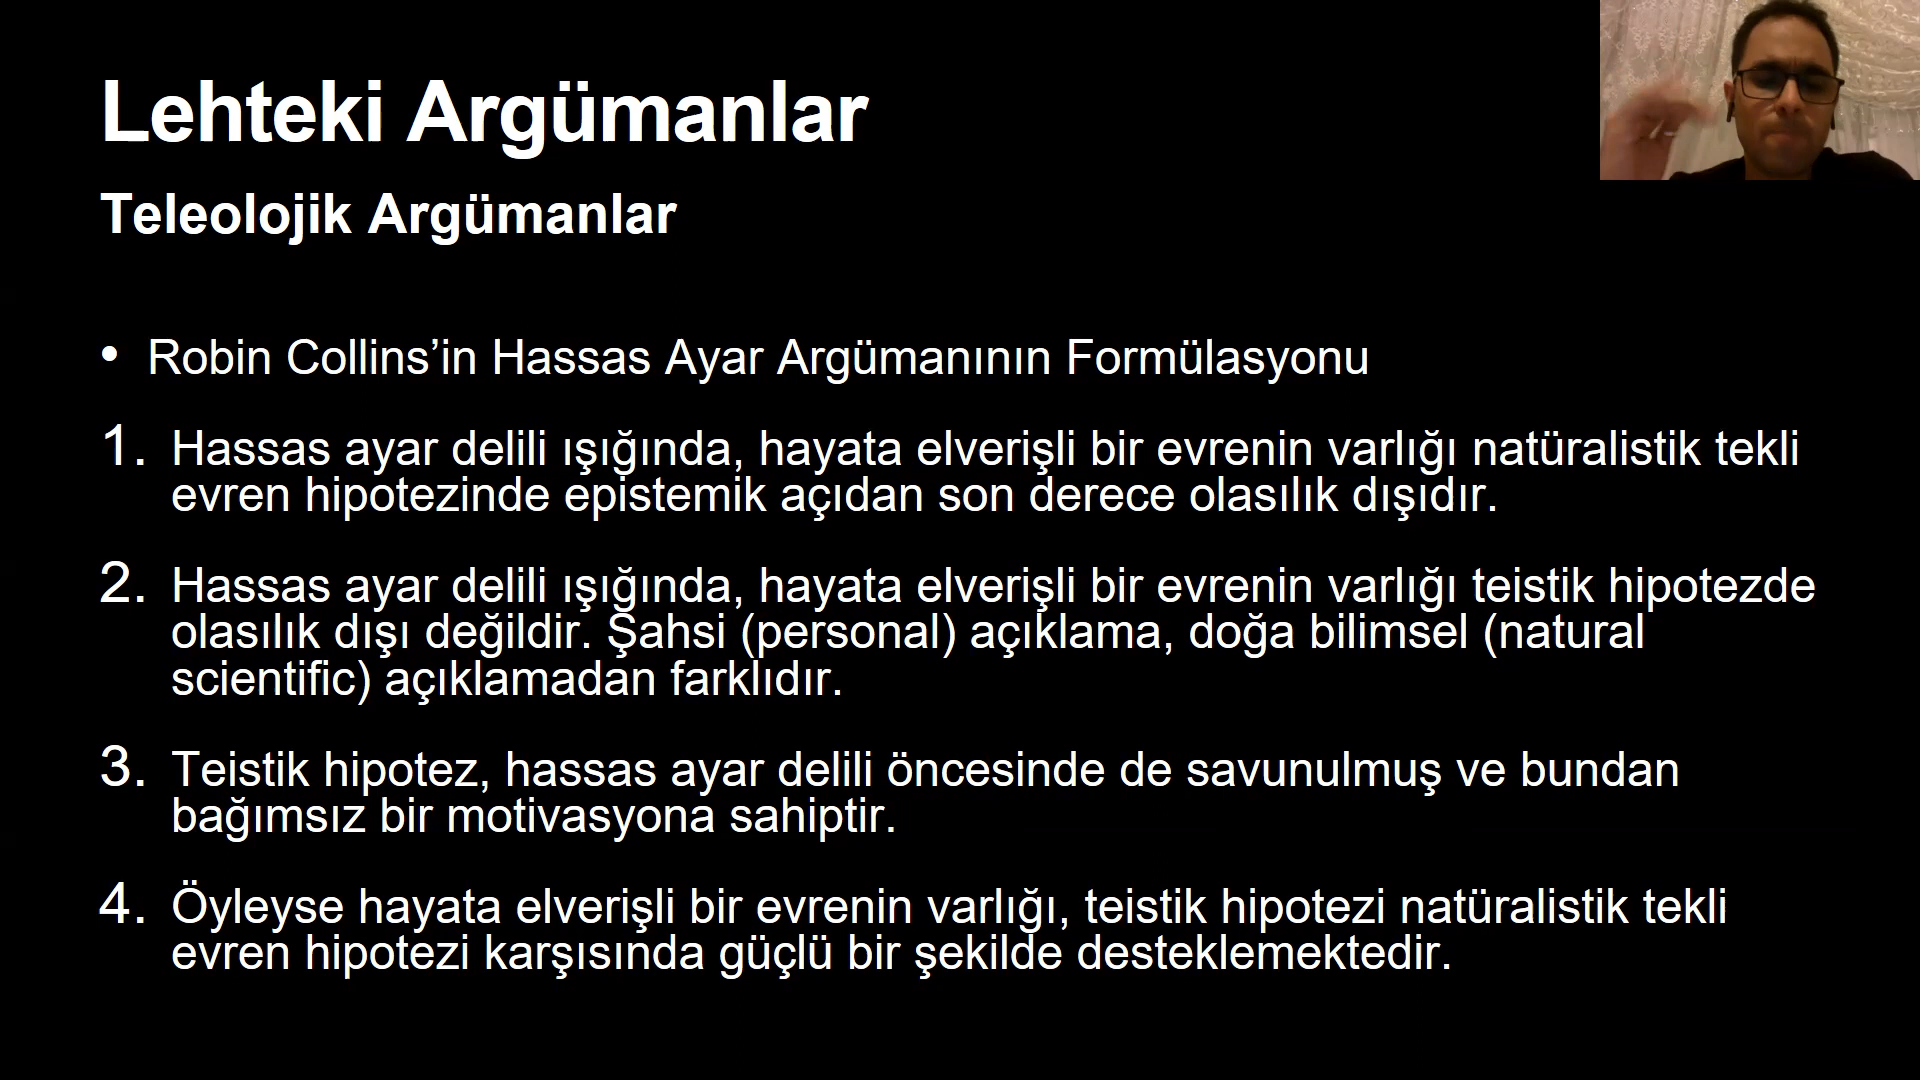 Lehteki Argümanlar
Teleolojik Argümanlar
• Robin Collins’in Hassas Ayar Argümanının Formülasyonu
1. Hassas ayar delili ışığında, hayata elverişli bir evrenin varlığı natüralistik tekli
evren hipotezinde epistemik açıdan son derece olasılık dışıdır.
2. Hassas ayar delili ışığında, hayata elverişli bir evrenin varlığı teistik hipotezde
olasılık dışı değildir. Şahsi (personal) açıklama, doğa bilimsel (natural
scientific) açıklamadan farklıdır.
3. Teistik hipotez, hassas ayar delili öncesinde de savunulmuş ve bundan
bağımsız bir motivasyona sahiptir.
4. Öyleyse hayata elverişli bir evrenin varlığı, teistik hipotezi natüralistik tekli
evren hipotezi karşısında güçlü bir şekilde desteklemektedir.